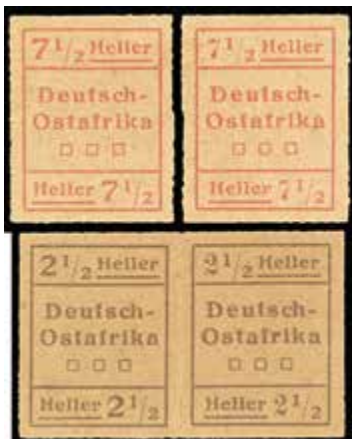 7 1/2 Heller
Deutsch-
Ostafrika
Heller 7 1/2
7 1/2 Heller
Deutsch-
Ostafrika
Heller 7 1/2
2 1/2 Heller
Deutsch-
Ostafrika
Heller 2 1/2
2 1/2 Heller
Deutsch-
Ostafrika
Heller 2 1/2